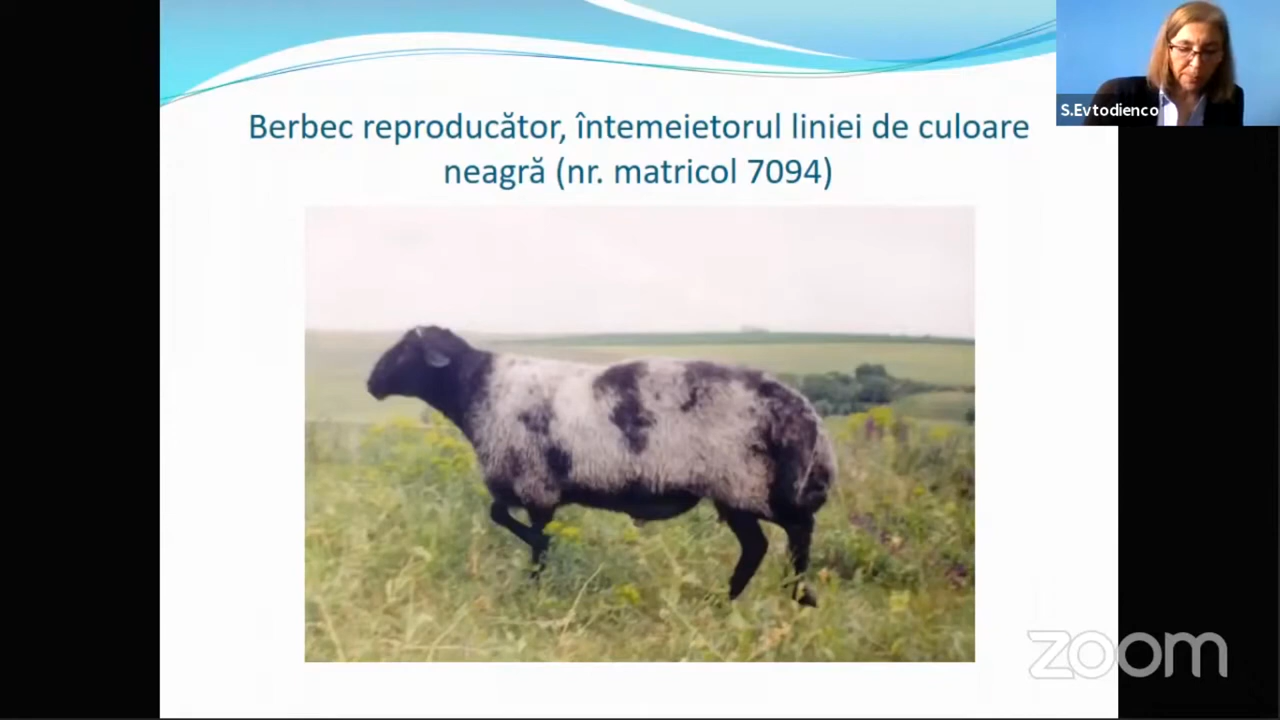 Berbec reproducător, întemeietorul liniei de culoare
neagră (nr. matricol 7094)
S.Evtodienco
zoom